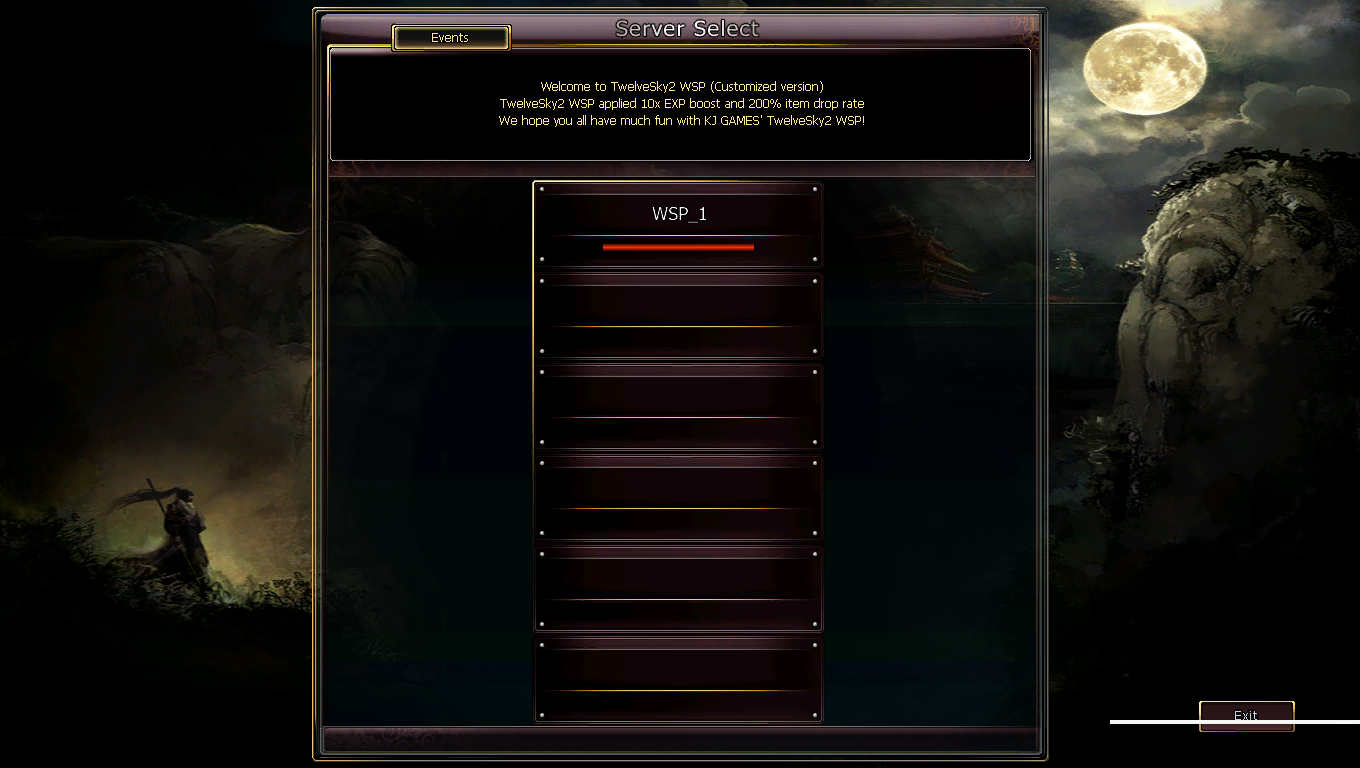 Server Select
Events
Welcome to TwelveSky2 WSP (Customized version)
TwelveSky2 WSP applied 10x EXP boost and 200% item drop rate
We hope you all have much fun with KJ GAMES' TwelveSky2 WSP!
WSP_1
Exit